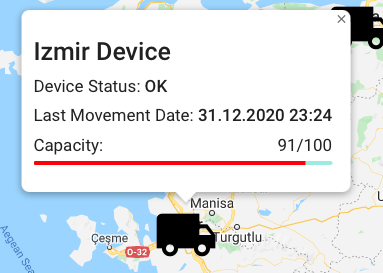 Izmir Device
Device Status: OK
Last Movement Date: 31.12.2020 23:24
Capacity: 91/100
Manisa
Turgutlu
Çeşme
O-32
Aegean Sea